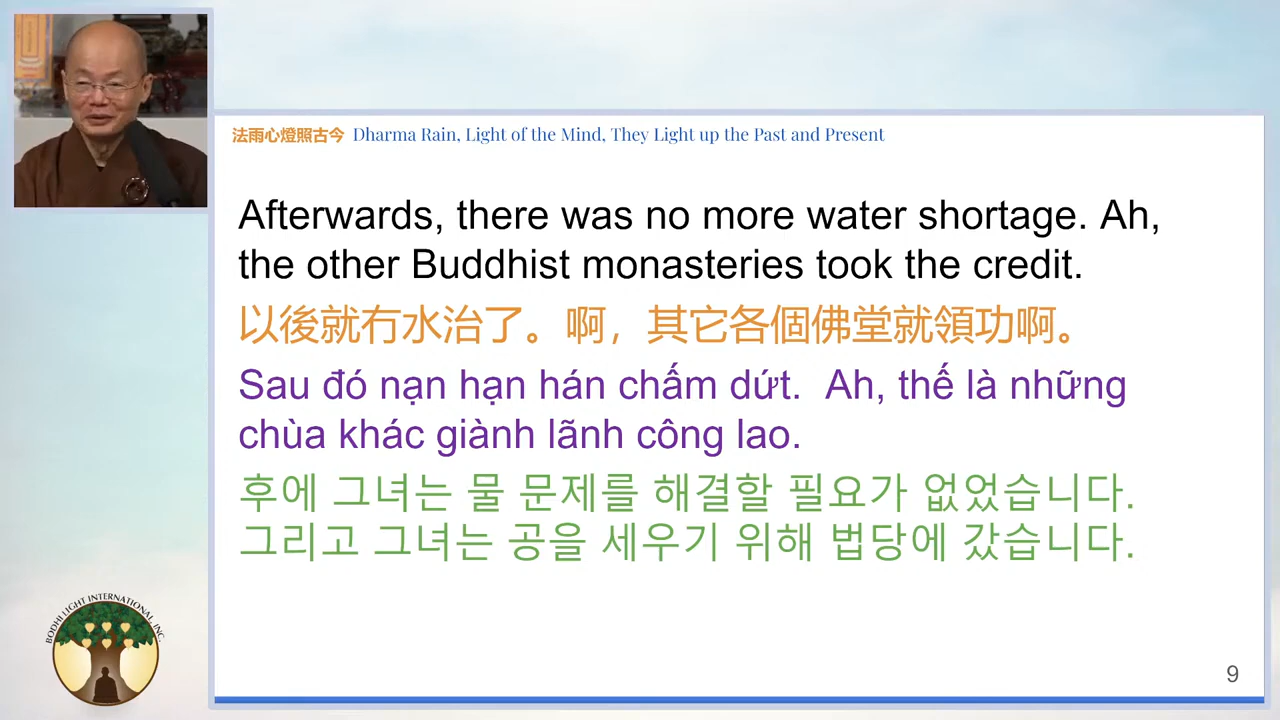 法雨心燈照古今 Dharma Rain, Light of the Mind, They Light up the Past and Present
Afterwards, there was no more water shortage. Ah,
the other Buddhist monasteries took the credit.
以後就冇水治了。啊，其它各個佛堂就領功啊。
Sau đó nạn hạn hán chấm dứt.  Ah, thế là những
chùa khác giành lãnh công lao.
후에 그녀는 물 문제를 해결할 필요가 없었습니다.
그리고 그녀는 공을 세우기 위해 법당에 갔습니다.
BODHI LIGHT INTERNATIONAL, INC.
9